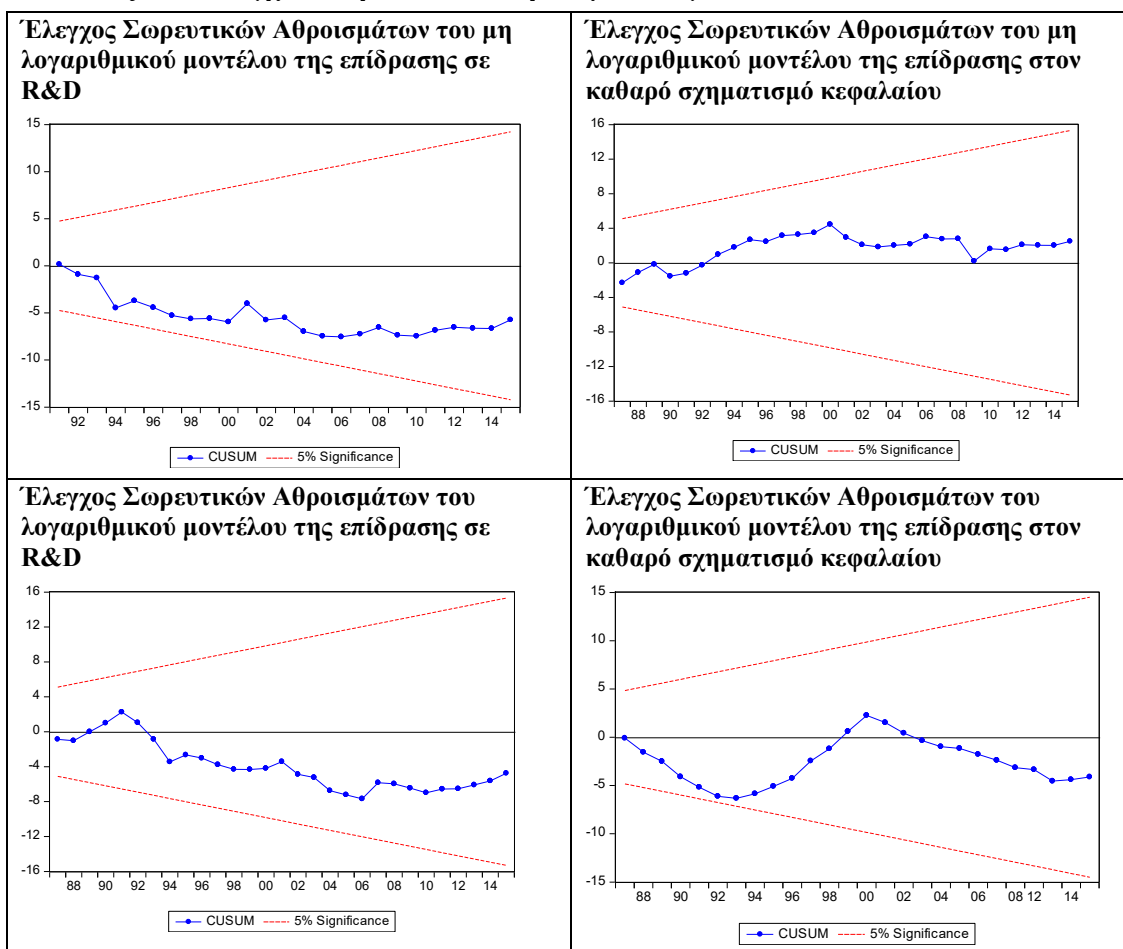 Έλεγχος Σωρευτικών Αθροισμάτων του μη
λογαριθμικού μοντέλου της επίδρασης σε
R&D
15
10
5
0
-5
-10
-15
92 94 96 98 00 02 04 06 08 10 12 14
CUSUM 5% Significance
Έλεγχος Σωρευτικών Αθροισμάτων του μη
λογαριθμικού μοντέλου της επίδρασης στον
καθαρό σχηματισμό κεφαλαίου
16
12
8
4
0
-4
-8
-12
-16
88 90 92 94 96 98 00 02 04 06 08 10 12 14
CUSUM 5% Significance
Έλεγχος Σωρευτικών Αθροισμάτων του
λογαριθμικού μοντέλου της επίδρασης σε
R&D
16
12
8
4
0
-4
-8
-12
-16
88 90 92 94 96 98 00 02 04 06 08 10 12 14
CUSUM 5% Significance
Έλεγχος Σωρευτικών Αθροισμάτων του
λογαριθμικού μοντέλου της επίδρασης στον
καθαρό σχηματισμό κεφαλαίου
15
10
5
0
-5
-10
-15
88 90 92 94 96 98 00 02 04 06 08 12 14
CUSUM 5% Significance